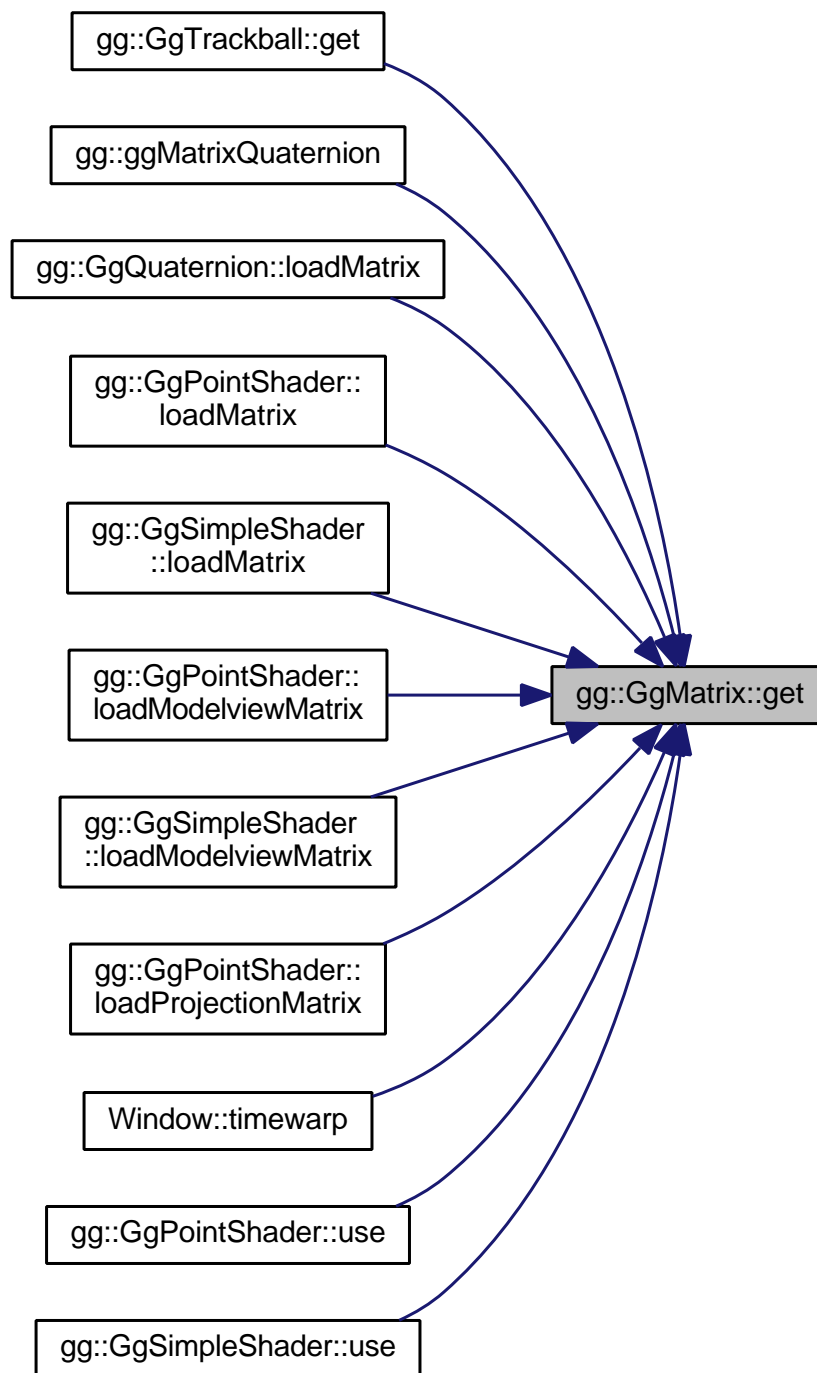 gg::GgTrackball::get
gg::ggMatrixQuaternion
gg::GgQuaternion::loadMatrix
gg::GgPointShader::
loadMatrix
gg::GgSimpleShader
::loadMatrix
gg::GgPointShader::
loadModelviewMatrix
gg::GgMatrix::get
gg::GgSimpleShader
::loadModelviewMatrix
gg::GgPointShader::
loadProjectionMatrix
Window::timewarp
gg::GgPointShader::use
gg::GgSimpleShader::use